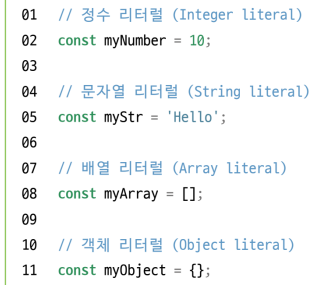 01 // 정수 리터럴 (Integer literal)
02 const myNumber = 10;
03
04 // 문자열 리터럴 (String literal)
05 const myStr = 'Hello';
06
07 // 배열 리터럴 (Array literal)
08 const myArray = [];
09
10 // 객체 리터럴 (Object literal)
11 const myObject = {};